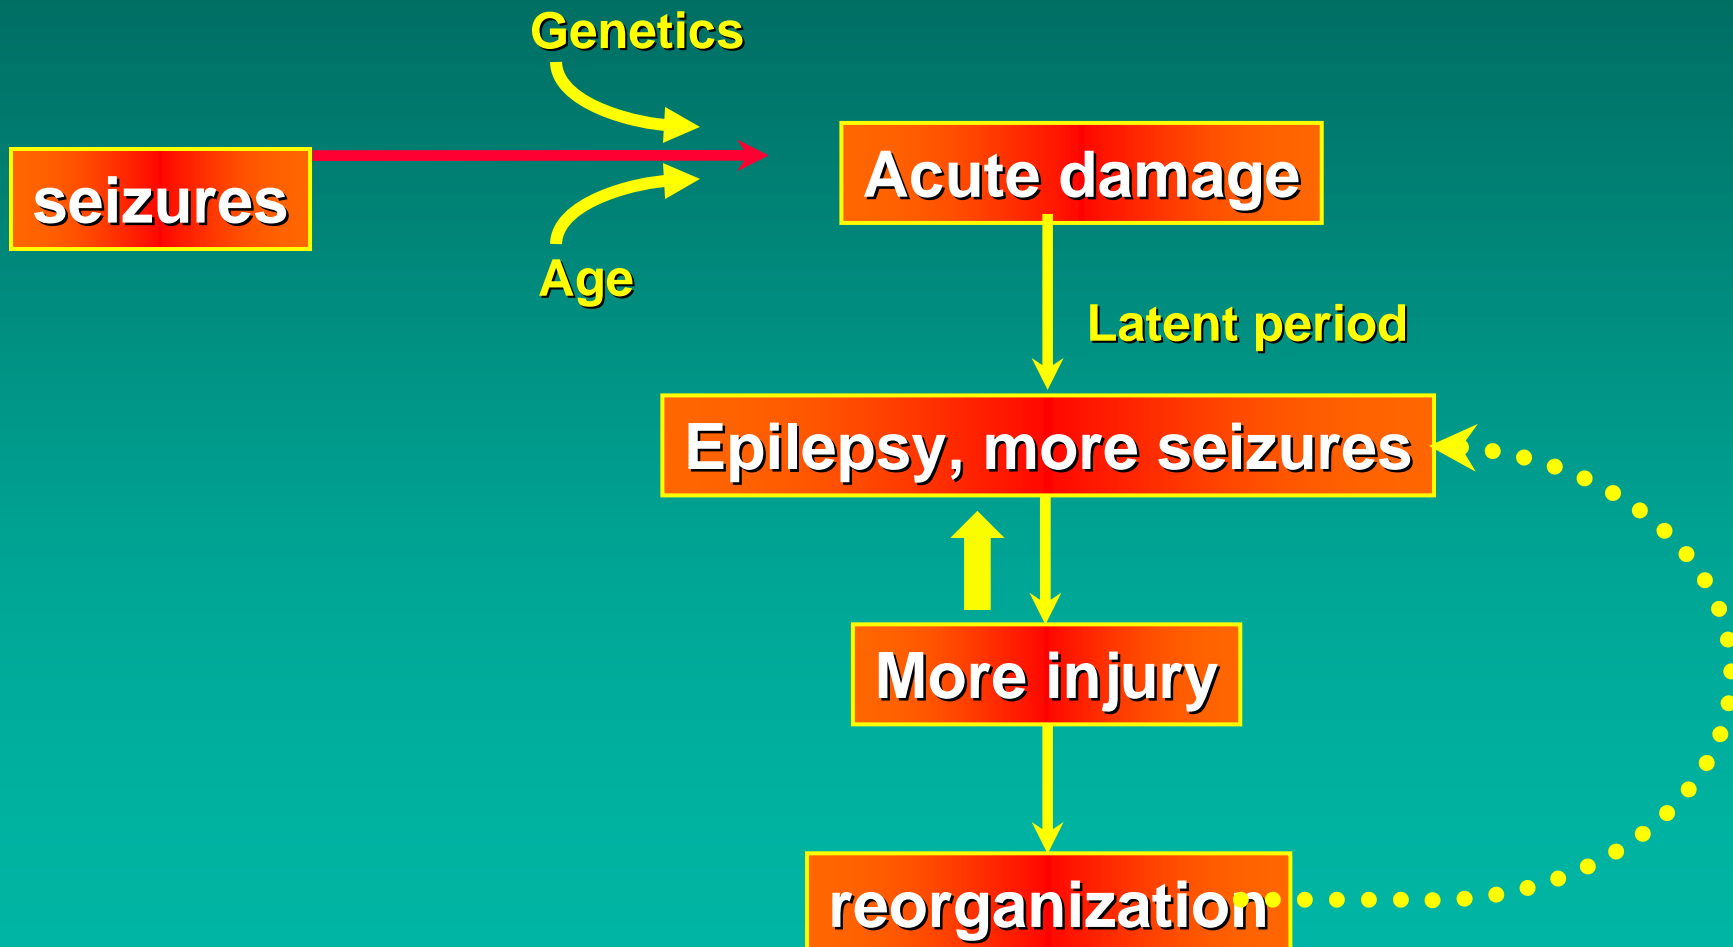 Genetics
seizures
Acute damage
Age
Latent period
Epilepsy, more seizures
More injury
reorganization